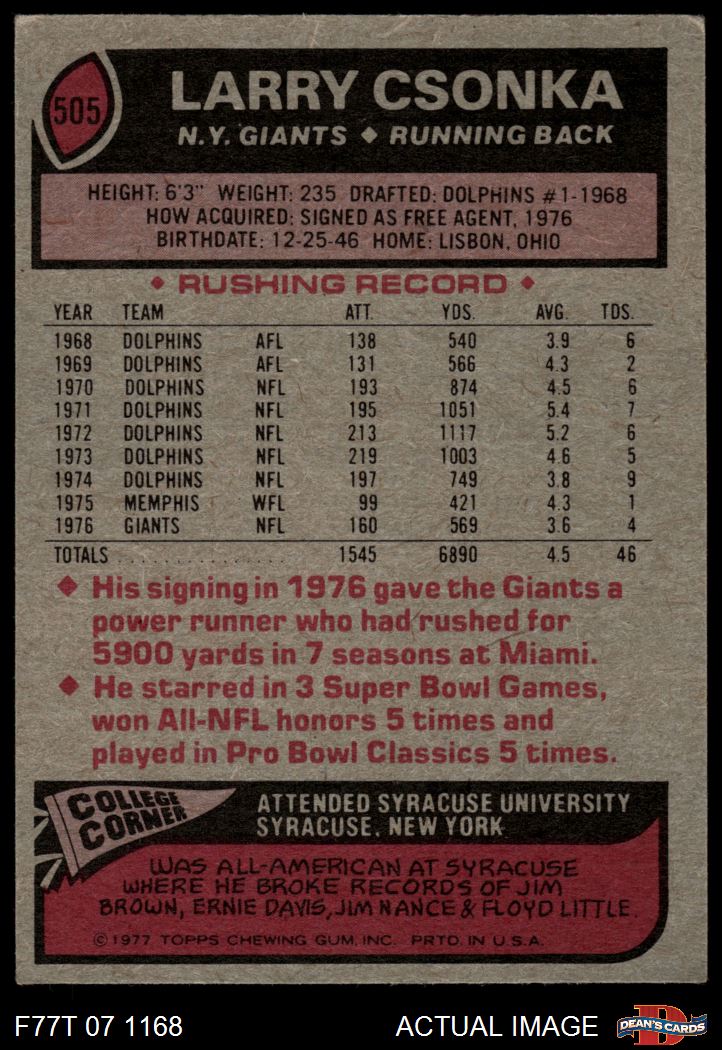 505
LARRY CSONKA
N.Y. GIANTS ♦ RUNNING BACK
HEIGHT: 6'3" WEIGHT: 235 DRAFTED: DOLPHINS #1-1968
HOW ACQUIRED: SIGNED AS FREE AGENT, 1976
BIRTHDATE: 12-25-46 HOME: LISBON, OHIO
♦ RUSHING RECORD ♦
YEAR TEAM ATT. YDS. AVG. TDS.
1968 DOLPHINS AFL 138 540 3.9 6
1969 DOLPHINS AFL 131 566 4.3 2
1970 DOLPHINS NFL 193 874 4.5 6
1971 DOLPHINS NFL 195 1051 5.4 7
1972 DOLPHINS NFL 213 1117 5.2 6
1973 DOLPHINS NFL 219 1003 4.6 5
1974 DOLPHINS NFL 197 749 3.8 9
1975 MEMPHIS WFL 99 421 4.3 1
1976 GIANTS NFL 160 569 3.6 4
TOTALS . . . . . . . . . . . . . . . . 1545 6890 4.5 46
♦ His signing in 1976 gave the Giants a
power runner who had rushed for
5900 yards in 7 seasons at Miami.
♦ He starred in 3 Super Bowl Games,
won All-NFL honors 5 times and
played in Pro Bowl Classics 5 times.
COLLEGE
CORNER
ATTENDED SYRACUSE UNIVERSITY
SYRACUSE, NEW YORK
WAS ALL-AMERICAN AT SYRACUSE
WHERE HE BROKE RECORDS OF JIM
BROWN, ERNIE DAVIS, JIM NANCE & FLOYD LITTLE.
© 1977 TOPPS CHEWING GUM, INC. PRTD. IN U.S.A.
F77T 07 1168
ACTUAL IMAGE
D
DEAN'S CARDS